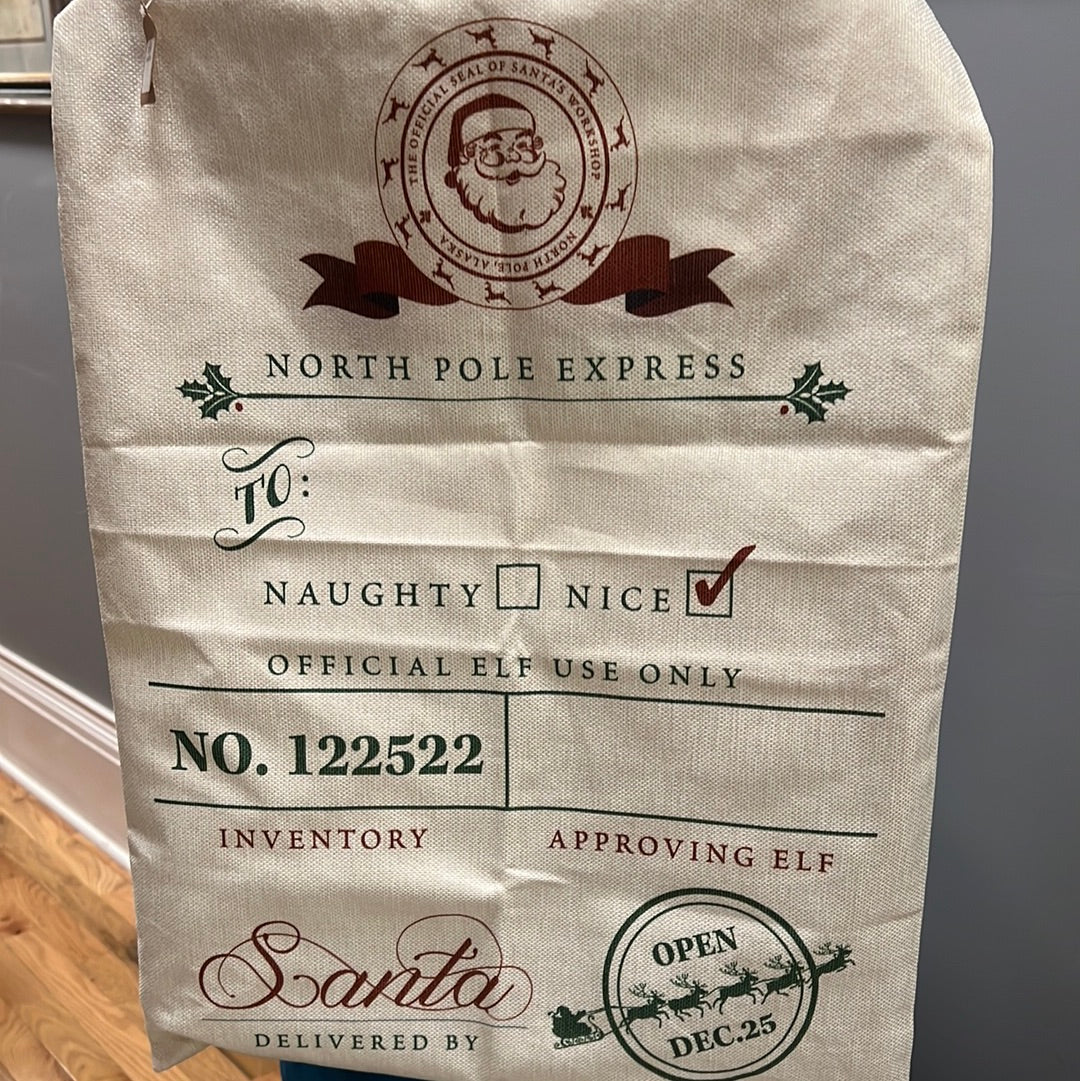 THE OFFICIAL SEAL OF SANTA'S WORKSHOP
NORTH POLE, ALASKA
NORTH POLE EXPRESS
TO:
NAUGHTY NICE
OFFICIAL ELF USE ONLY
NO. 122522
INVENTORY APPROVING ELF
Santa
DELIVERED BY
OPEN
DEC.25